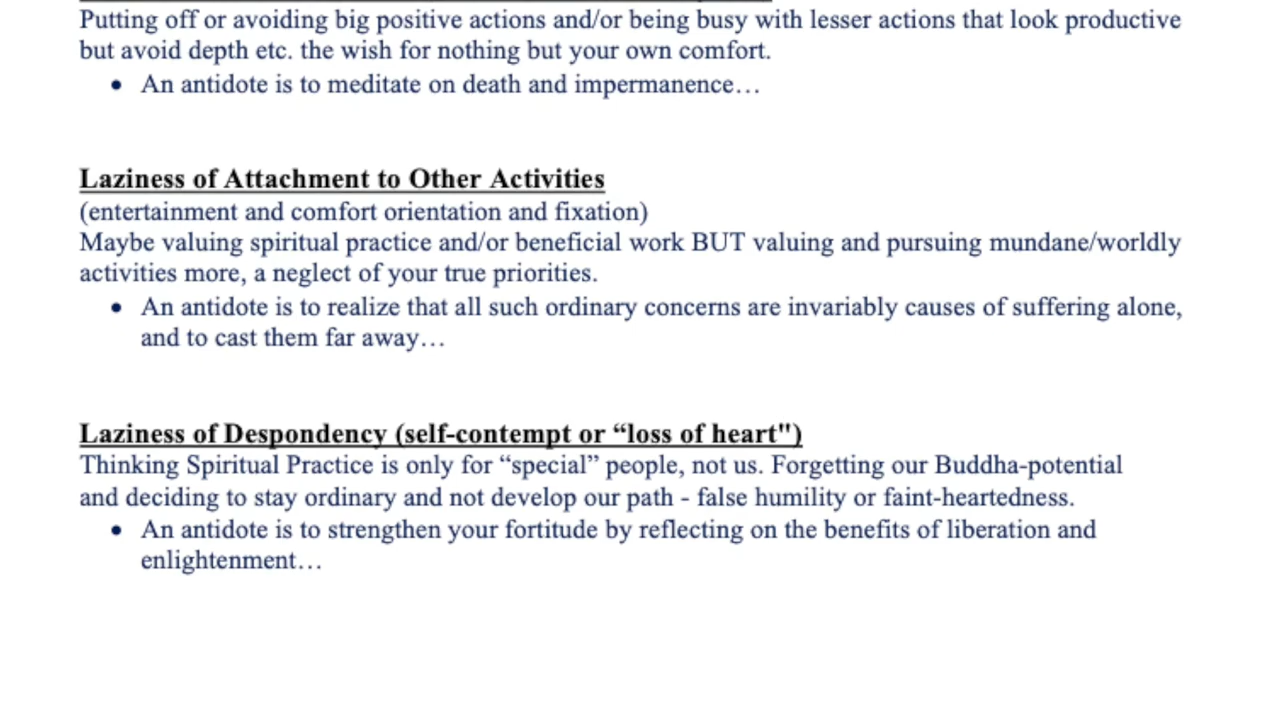 Putting off or avoiding big positive actions and/or being busy with lesser actions that look productive
but avoid depth etc. the wish for nothing but your own comfort.
• An antidote is to meditate on death and impermanence…
Laziness of Attachment to Other Activities
(entertainment and comfort orientation and fixation)
Maybe valuing spiritual practice and/or beneficial work BUT valuing and pursuing mundane/worldly
activities more, a neglect of your true priorities.
• An antidote is to realize that all such ordinary concerns are invariably causes of suffering alone,
and to cast them far away…
Laziness of Despondency (self-contempt or “loss of heart")
Thinking Spiritual Practice is only for “special” people, not us. Forgetting our Buddha-potential
and deciding to stay ordinary and not develop our path - false humility or faint-heartedness.
• An antidote is to strengthen your fortitude by reflecting on the benefits of liberation and
enlightenment…